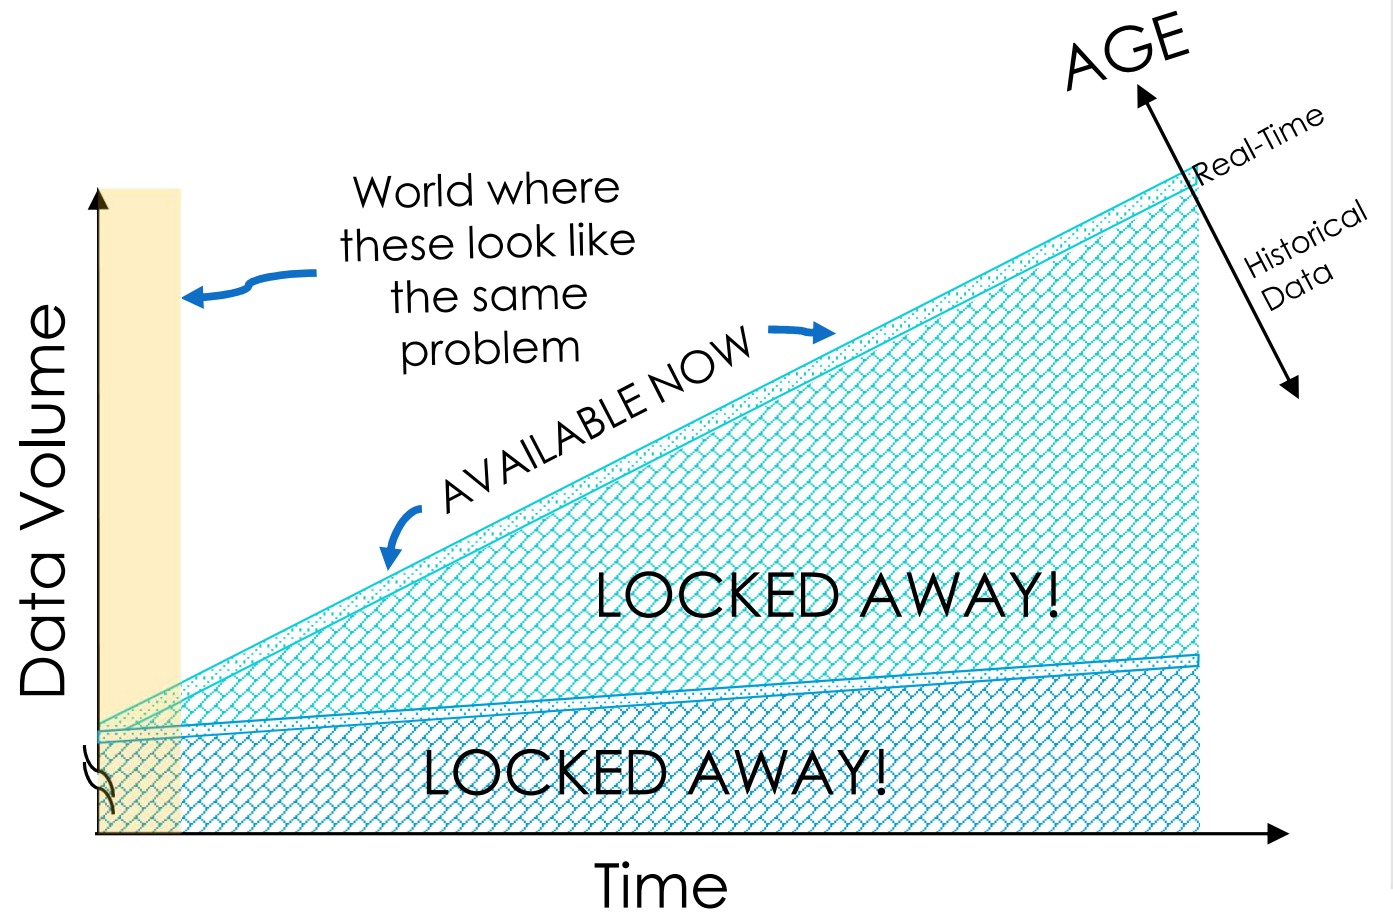 AGE
Real-Time
Historical
Data
World where
these look like
the same
problem
AVAILABLE NOW
Data Volume
LOCKED AWAY!
LOCKED AWAY!
Time